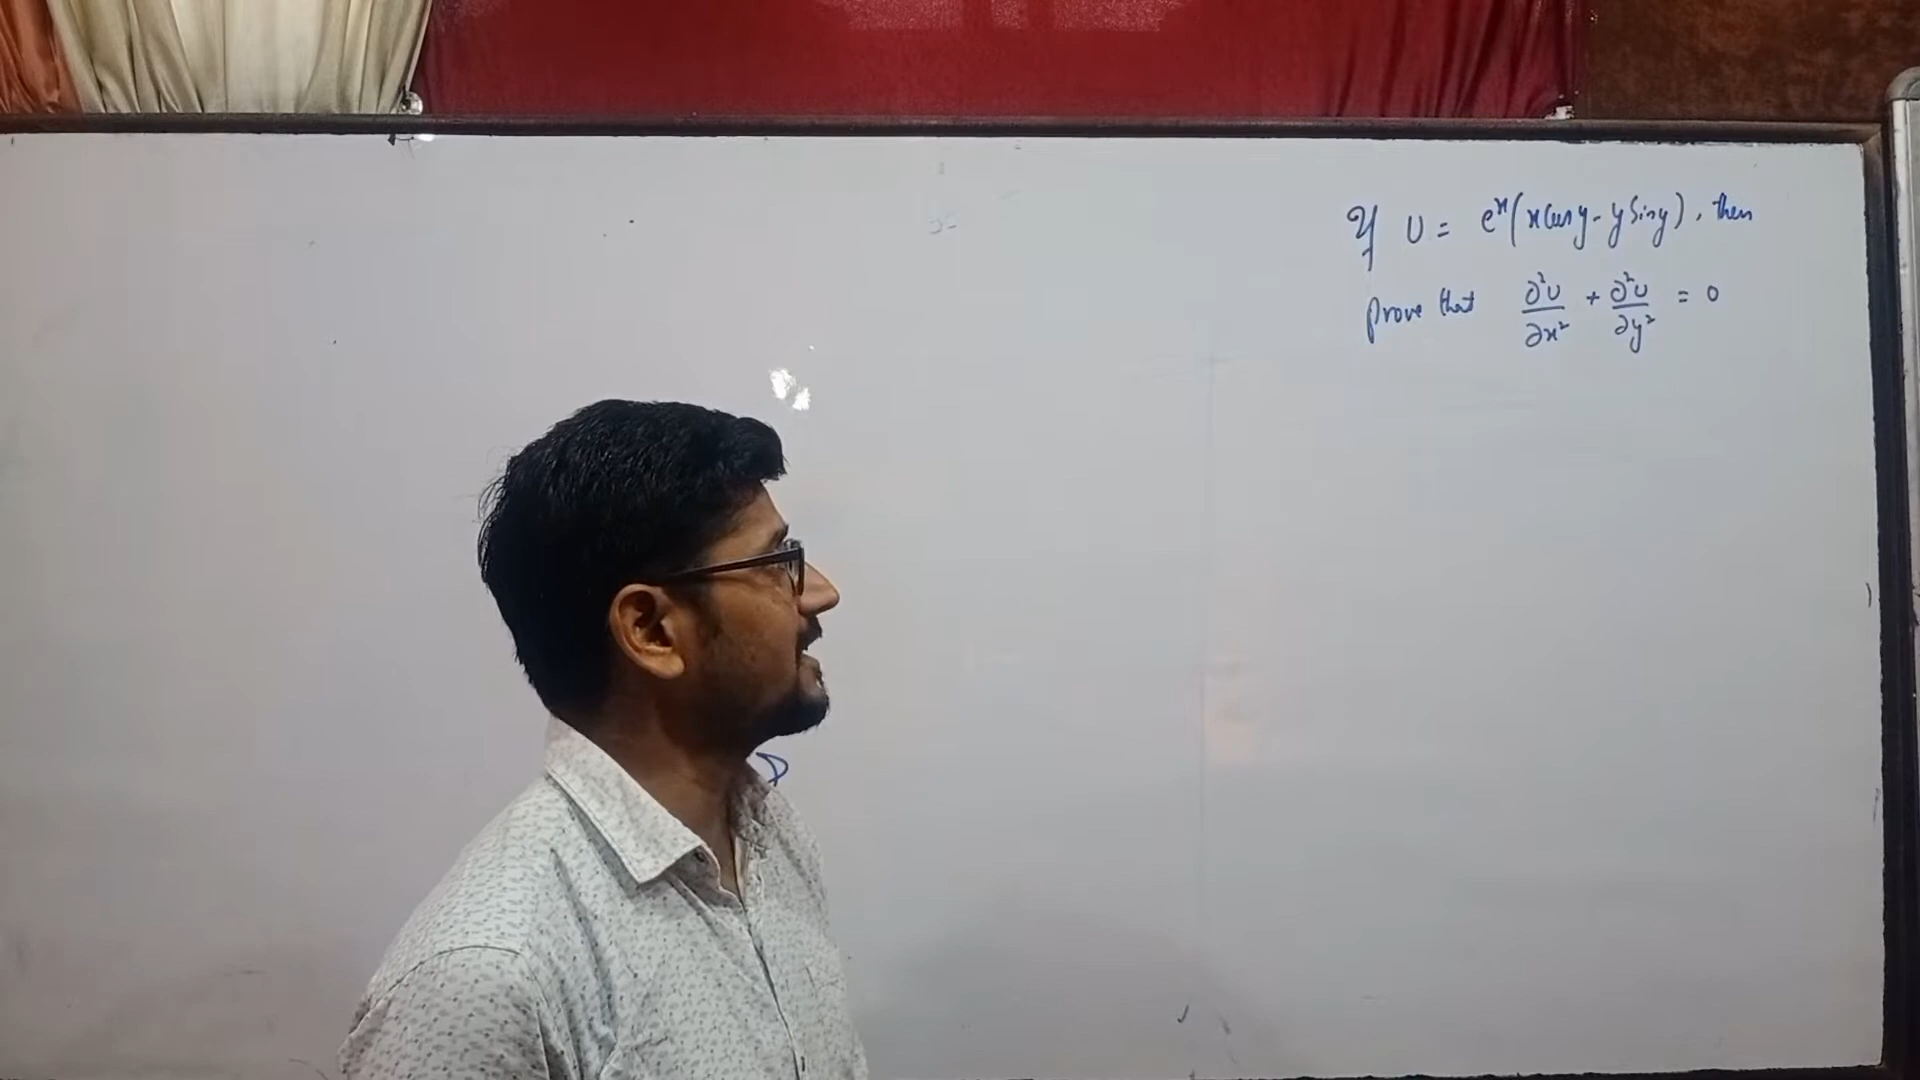 If U = e^x (x Cos y - y Sin y), then
prove that ∂²U/∂x² + ∂²U/∂y² = 0